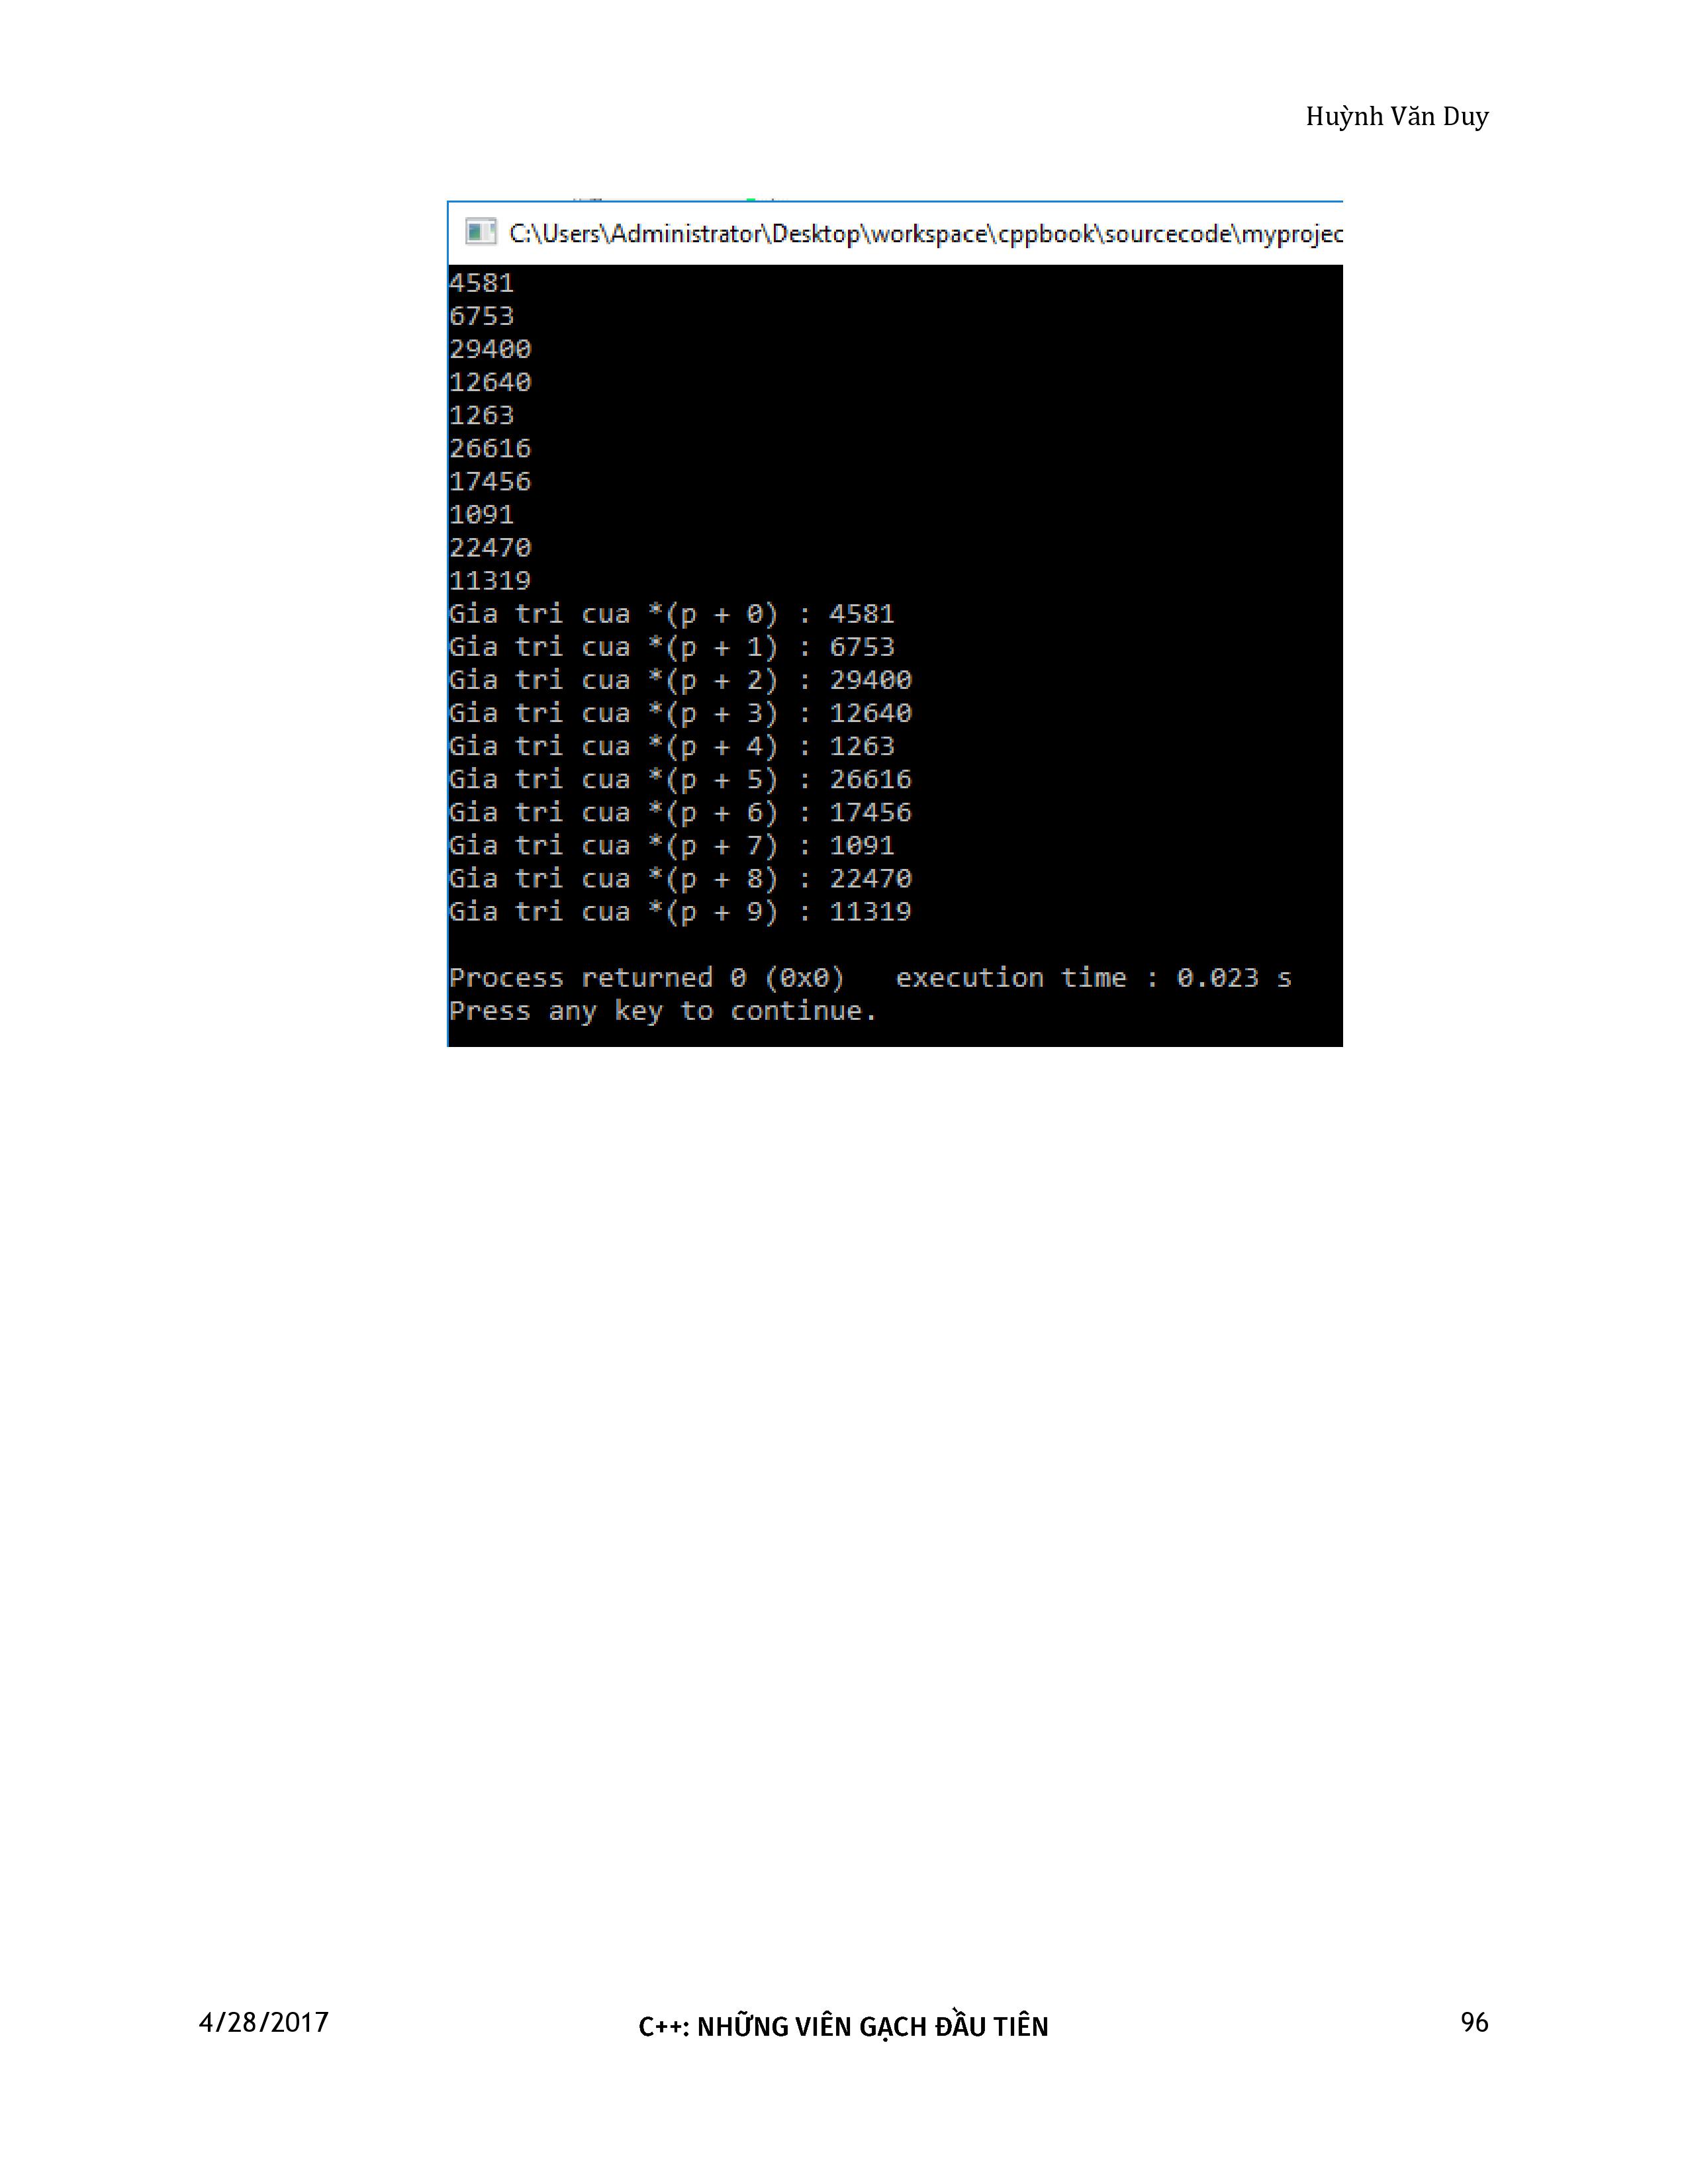 Huỳnh Văn Duy
C:\Users\Administrator\Desktop\workspace\cppbook\sourcecode\myprojec
4581
6753
29400
12640
1263
26616
17456
1091
22470
11319
Gia tri cua *(p + 0) : 4581
Gia tri cua *(p + 1) : 6753
Gia tri cua *(p + 2) : 29400
Gia tri cua *(p + 3) : 12640
Gia tri cua *(p + 4) : 1263
Gia tri cua *(p + 5) : 26616
Gia tri cua *(p + 6) : 17456
Gia tri cua *(p + 7) : 1091
Gia tri cua *(p + 8) : 22470
Gia tri cua *(p + 9) : 11319
Process returned 0 (0x0)   execution time : 0.023 s
Press any key to continue.
4/28/2017 C++: NHỮNG VIÊN GẠCH ĐẦU TIÊN 96